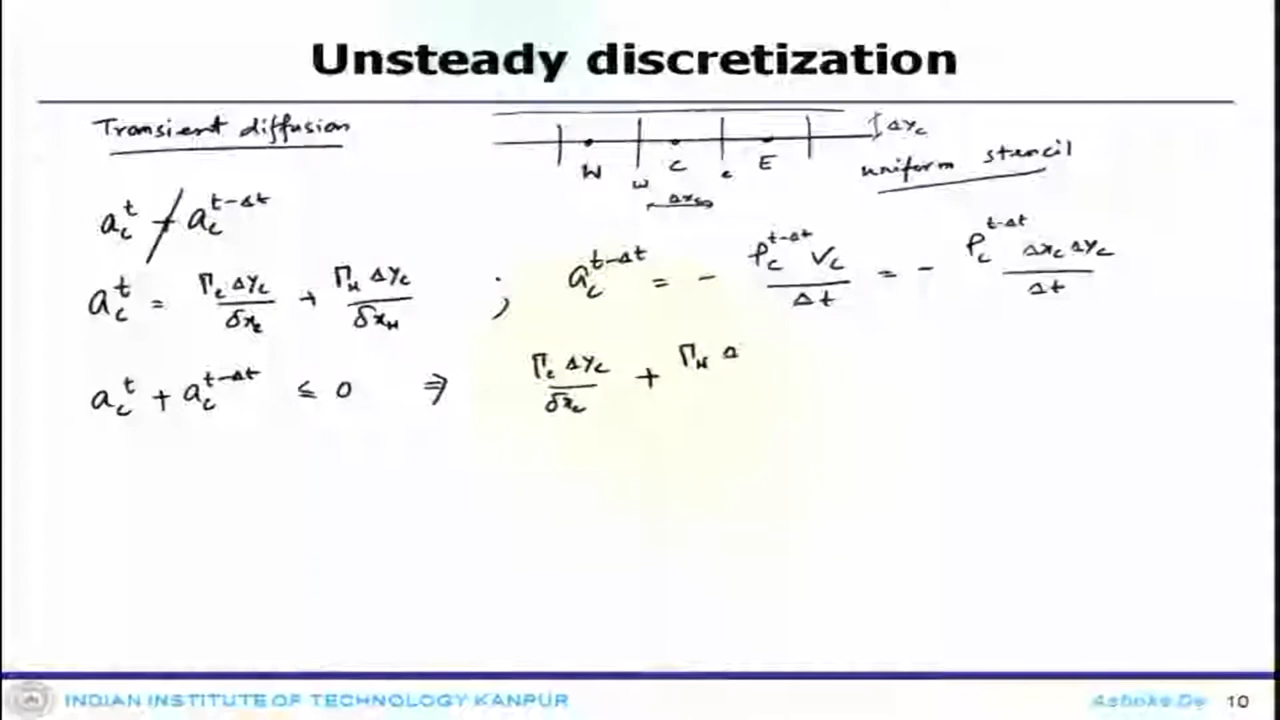 Unsteady discretization
Transient diffusion
W w C e E Δy_C
Δx_C
uniform stencil
a_C^t / a_C^{t-Δt}
a_C^t = Γ_e Δy_C / δx_e + Γ_w Δy_C / δx_w ; a_C^{t-Δt} = - ρ_C^{t-Δt} V_C / Δt = - ρ_C^{t-Δt} Δx_C Δy_C / Δt
a_C^t + a_C^{t-Δt} ≤ 0 ⇒ Γ_e Δy_C / δx_e + Γ_w Δ
INDIAN INSTITUTE OF TECHNOLOGY KANPUR
Ashoke De 10